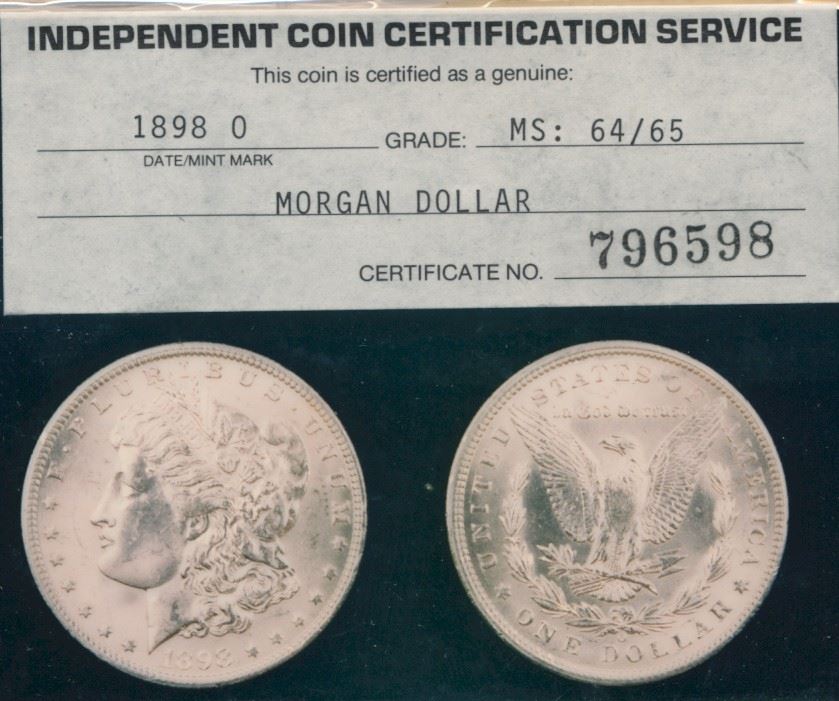 INDEPENDENT COIN CERTIFICATION SERVICE
This coin is certified as a genuine:
1898 O GRADE: MS: 64/65
DATE/MINT MARK
MORGAN DOLLAR
CERTIFICATE NO. 796598
E·PLURIBUS·UNUM
1898
UNITED STATES OF AMERICA
In God we trust
O
ONE DOLLAR